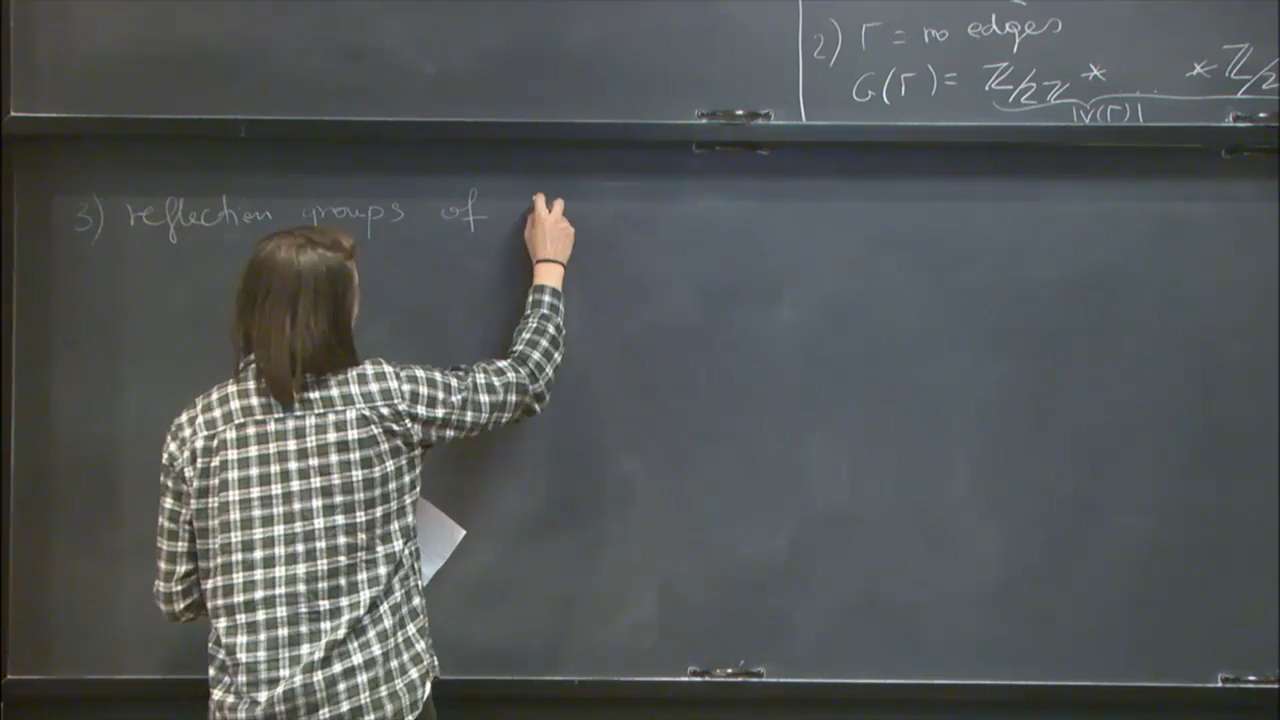 2) Γ = no edges
G(Γ) = ℤ/2ℤ * ... * ℤ/2
|V(Γ)|
3) reflection groups of